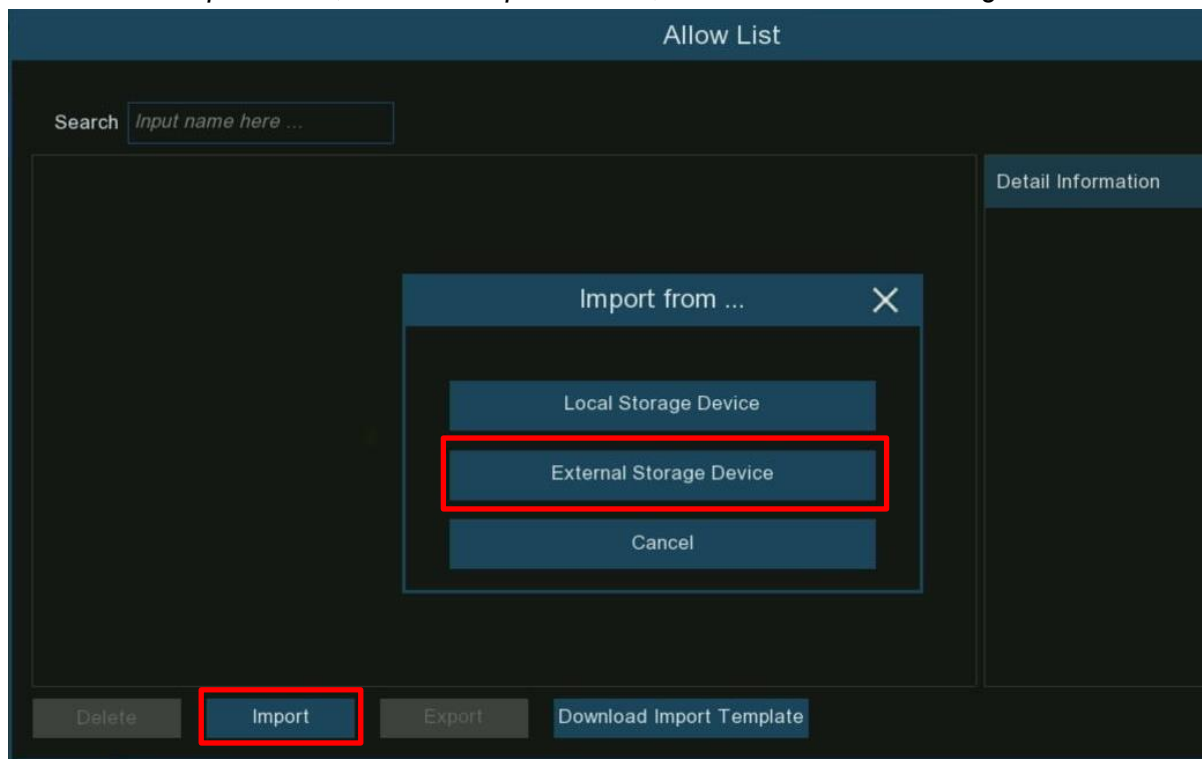 Allow List
Search Input name here ...
Detail Information
Import from ...
Local Storage Device
External Storage Device
Cancel
Delete Import Export Download Import Template